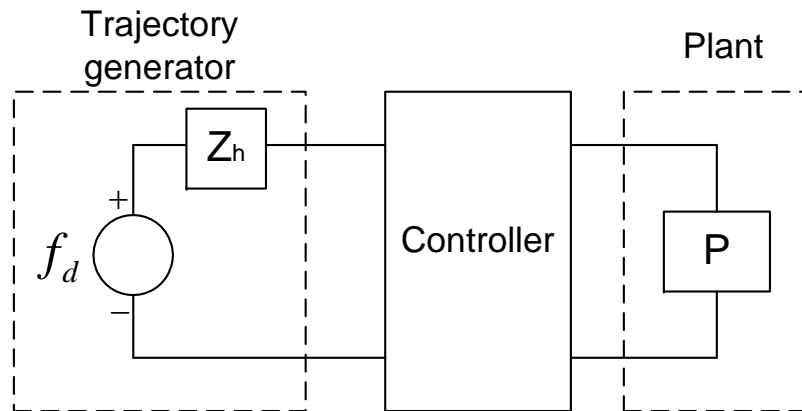 Trajectory
generator
Plant
Zh
+
fd
−
Controller
P